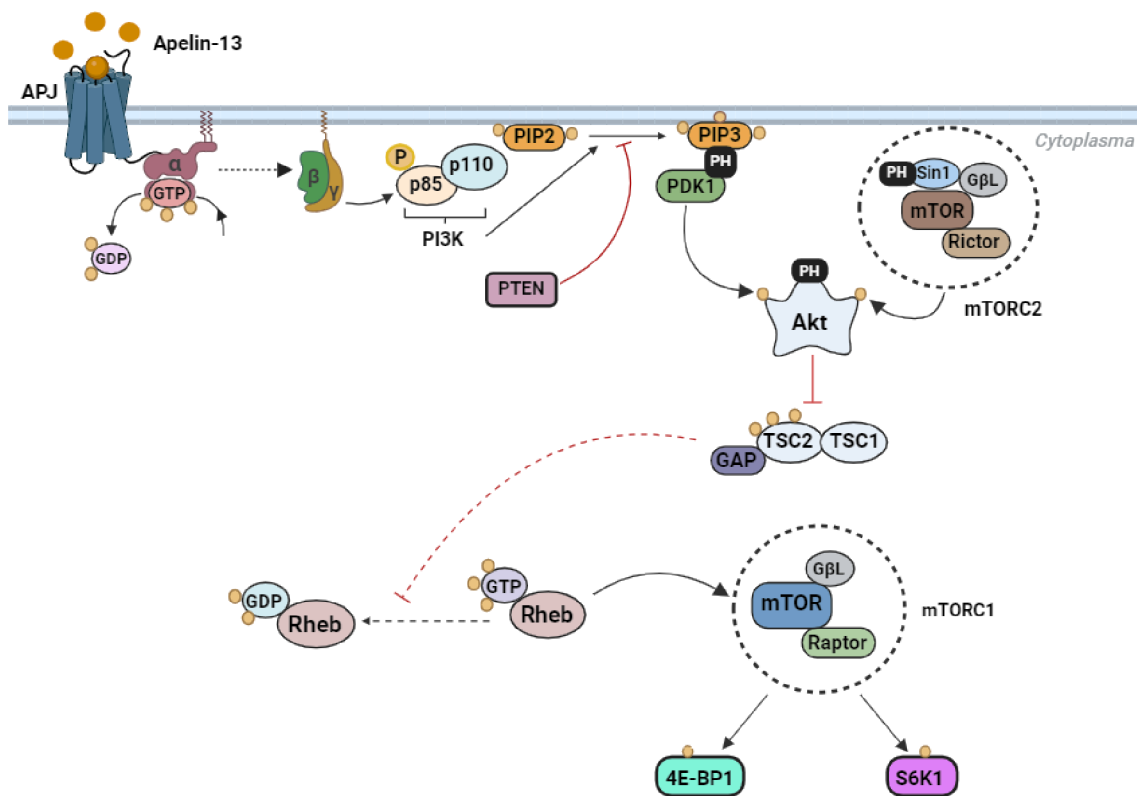 Apelin-13
APJ
Cytoplasma
α
GTP
GDP
β
γ
P
p85
p110
PI3K
PIP2
PIP3
PH
PDK1
PTEN
PH
Sin1
GβL
mTOR
Rictor
mTORC2
PH
Akt
TSC2
TSC1
GAP
GDP
Rheb
GTP
Rheb
GβL
mTOR
Raptor
mTORC1
4E-BP1
S6K1